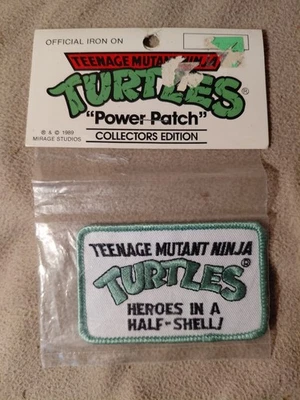 OFFICIAL IRON ON
TEENAGE MUTANT NINJA
TURTLES
"Power Patch"
® & © 1989
MIRAGE STUDIOS
COLLECTORS EDITION
TEENAGE MUTANT NINJA
TURTLES
HEROES IN A
HALF-SHELL!